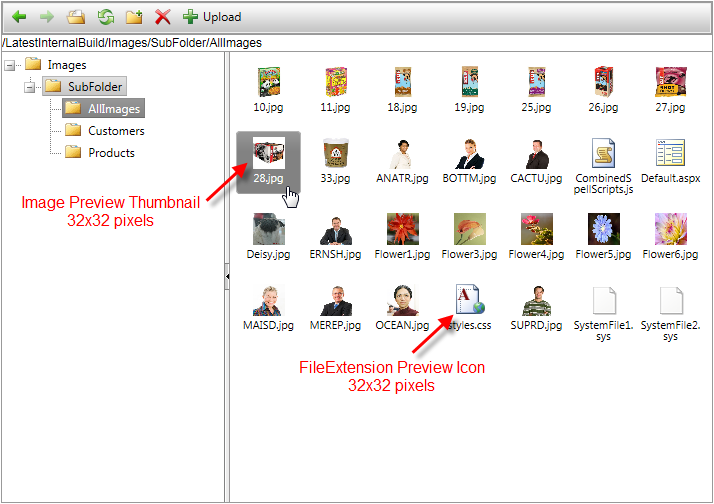 Upload
/LatestInternalBuild/Images/SubFolder/AllImages
Images
SubFolder
AllImages
Customers
Products
10.jpg 11.jpg 18.jpg 19.jpg 25.jpg 26.jpg 27.jpg
28.jpg 33.jpg ANATR.jpg BOTTM.jpg CACTU.jpg CombinedS Default.aspx
pellScripts.js
Image Preview Thumbnail
32x32 pixels
Deisy.jpg ERNSH.jpg Flower1.jpg Flower3.jpg Flower4.jpg Flower5.jpg Flower6.jpg
MAISD.jpg MEREP.jpg OCEAN.jpg styles.css SUPRD.jpg SystemFile1. SystemFile2.
sys sys
FileExtension Preview Icon
32x32 pixels